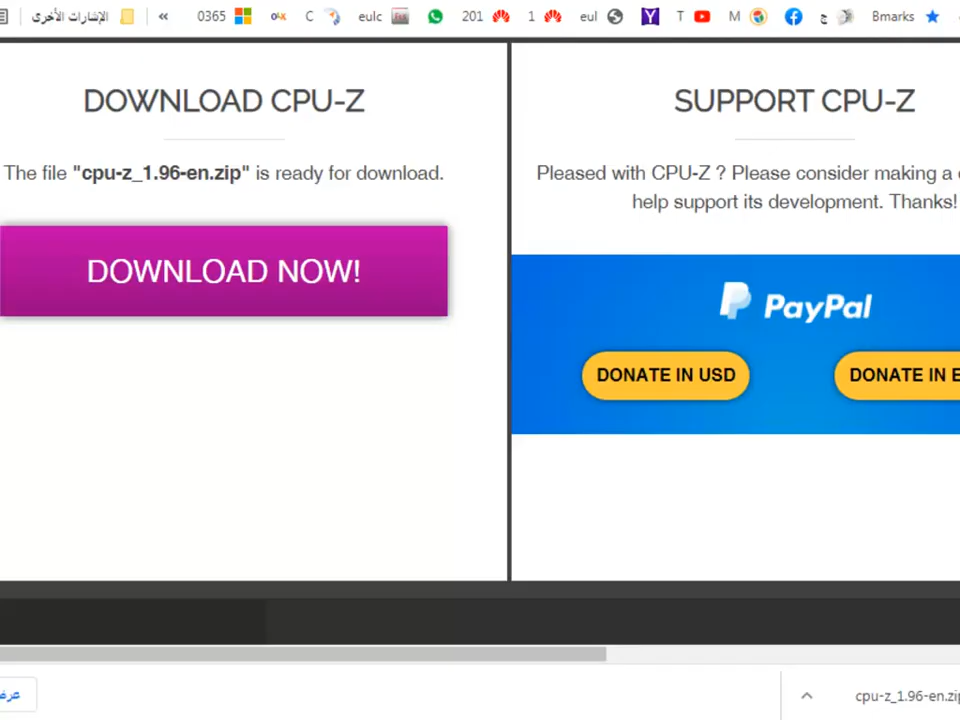 الإشارات الأخرى « 0365 C eulc 201 1 eul T M ج Bmarks
DOWNLOAD CPU-Z
The file "cpu-z_1.96-en.zip" is ready for download.
DOWNLOAD NOW!
SUPPORT CPU-Z
Pleased with CPU-Z ? Please consider making a
help support its development. Thanks!
PayPal
DONATE IN USD
DONATE IN E
cpu-z_1.96-en.zip